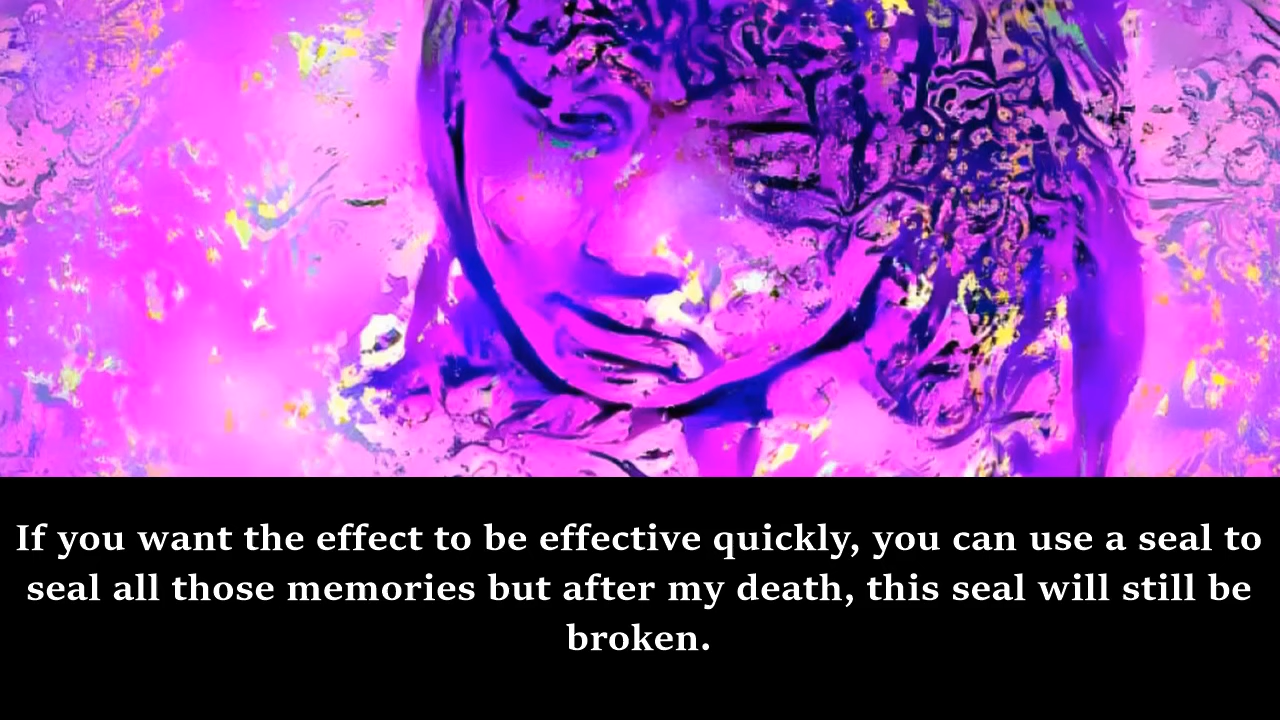 If you want the effect to be effective quickly, you can use a seal to
seal all those memories but after my death, this seal will still be
broken.